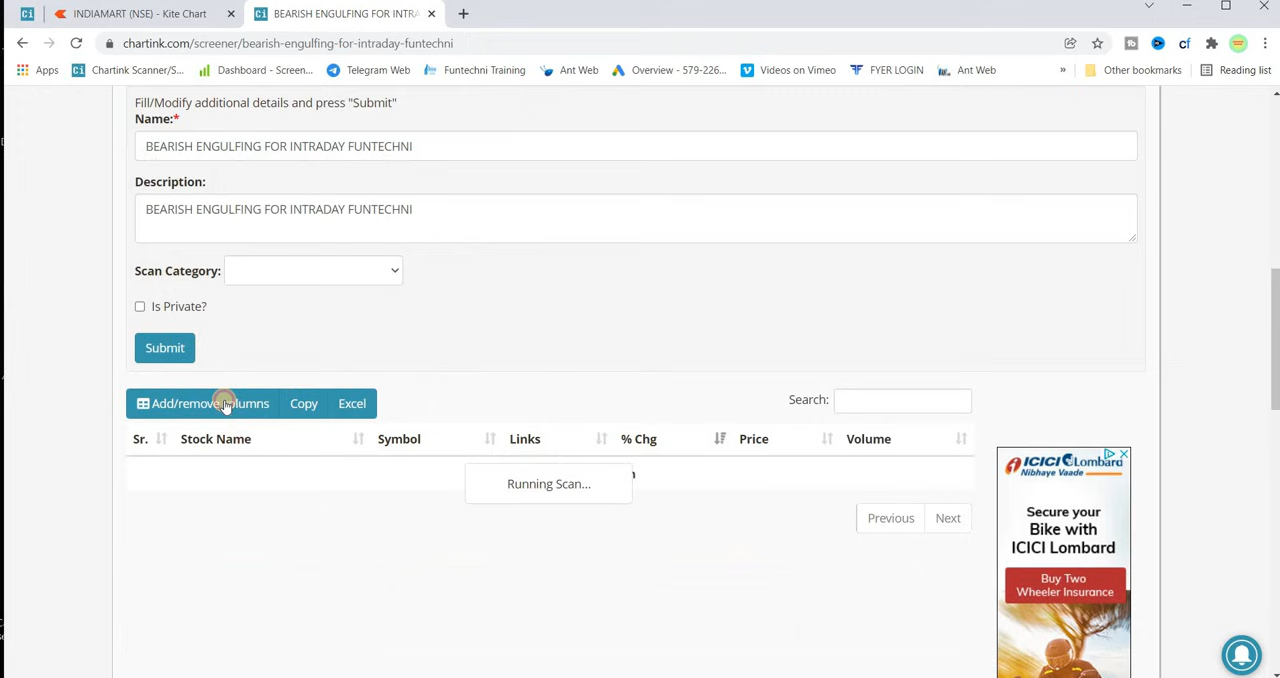 INDIAMART (NSE) - Kite Chart
BEARISH ENGULFING FOR INTRA
chartink.com/screener/bearish-engulfing-for-intraday-funtechni
Apps
Chartink Scanner/S...
Dashboard - Screen...
Telegram Web
Funtechni Training
Ant Web
Overview - 579-226...
Videos on Vimeo
FYER LOGIN
Ant Web
»
Other bookmarks
Reading list
Fill/Modify additional details and press "Submit"
Name:*
BEARISH ENGULFING FOR INTRADAY FUNTECHNI
Description:
BEARISH ENGULFING FOR INTRADAY FUNTECHNI
Scan Category:
Is Private?
Submit
Add/remove columns Copy Excel
Search:
Sr. Stock Name Symbol Links % Chg Price Volume
Running Scan...
Previous Next
ICICI Lombard
Nibhaye Vaade
Secure your
Bike with
ICICI Lombard
Buy Two
Wheeler Insurance